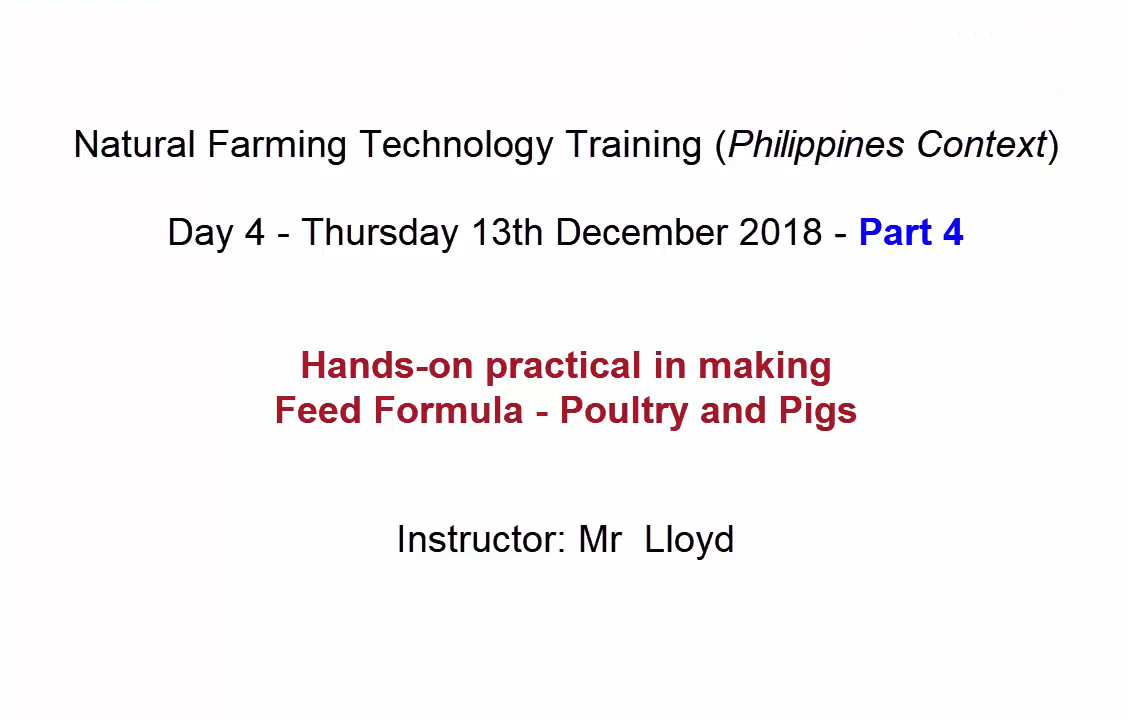 Natural Farming Technology Training (Philippines Context)
Day 4 - Thursday 13th December 2018 - Part 4
Hands-on practical in making
Feed Formula - Poultry and Pigs
Instructor: Mr  Lloyd